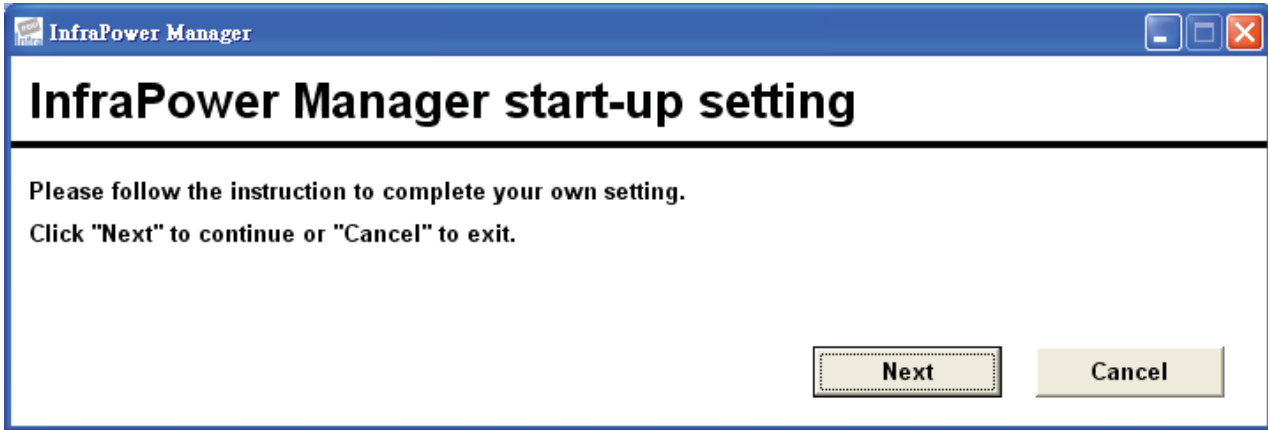 InfraPower Manager
InfraPower Manager start-up setting
Please follow the instruction to complete your own setting.
Click "Next" to continue or "Cancel" to exit.
Next Cancel